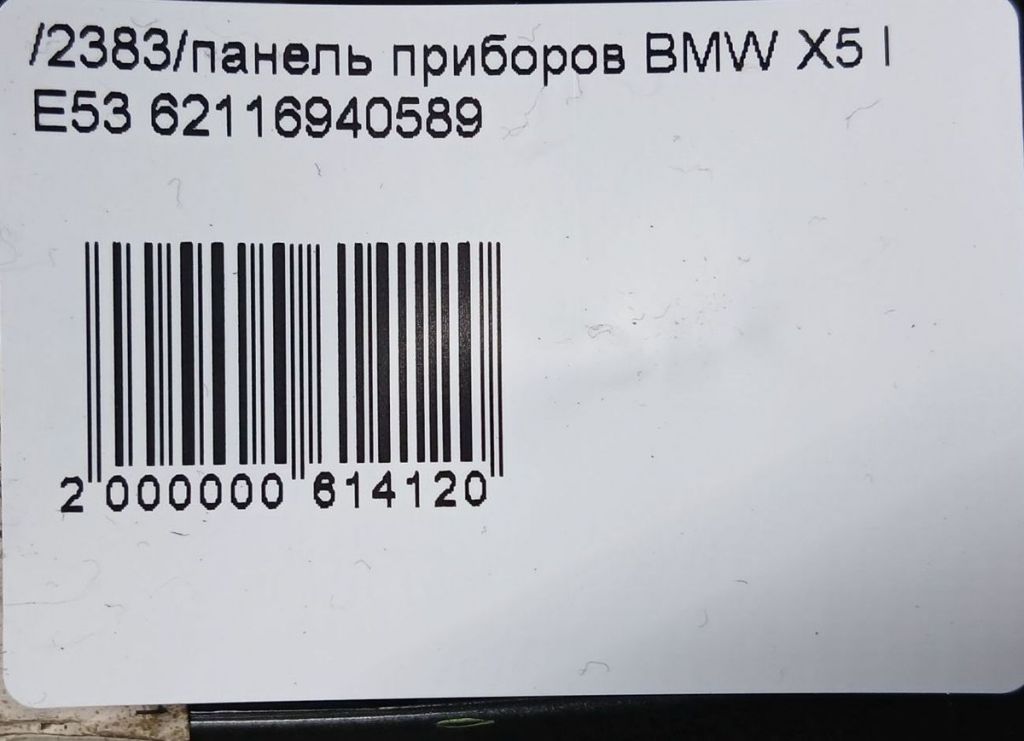 /2383/панель приборов BMW X5 I
E53 62116940589
2 000000 614120